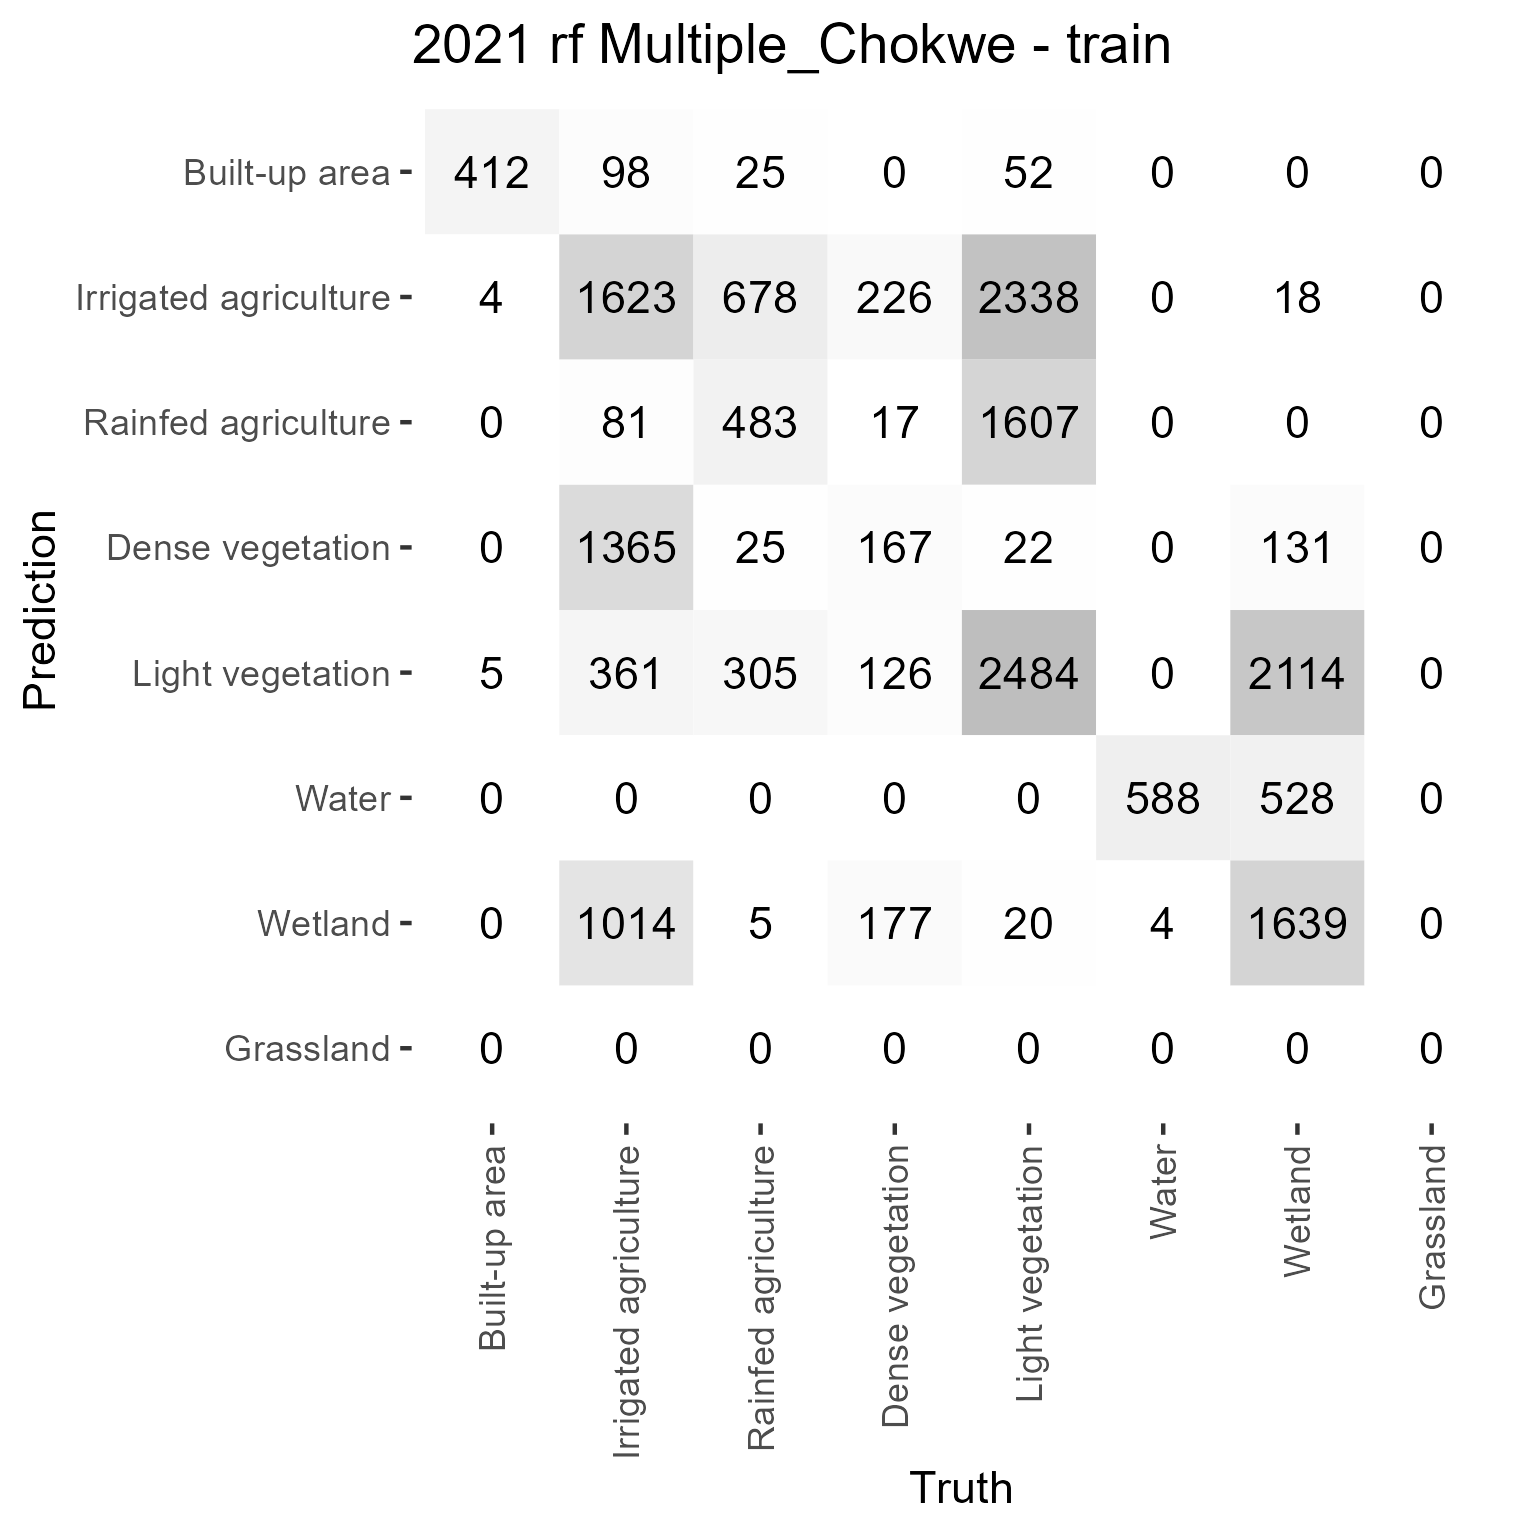 2021 rf Multiple_Chokwe - train
Built-up area 412 98 25 0 52 0 0 0
Irrigated agriculture 4 1623 678 226 2338 0 18 0
Rainfed agriculture 0 81 483 17 1607 0 0 0
Dense vegetation 0 1365 25 167 22 0 131 0
Light vegetation 5 361 305 126 2484 0 2114 0
Water 0 0 0 0 0 588 528 0
Wetland 0 1014 5 177 20 4 1639 0
Grassland 0 0 0 0 0 0 0 0
Prediction
Built-up area
Irrigated agriculture
Rainfed agriculture
Dense vegetation
Light vegetation
Water
Wetland
Grassland
Truth